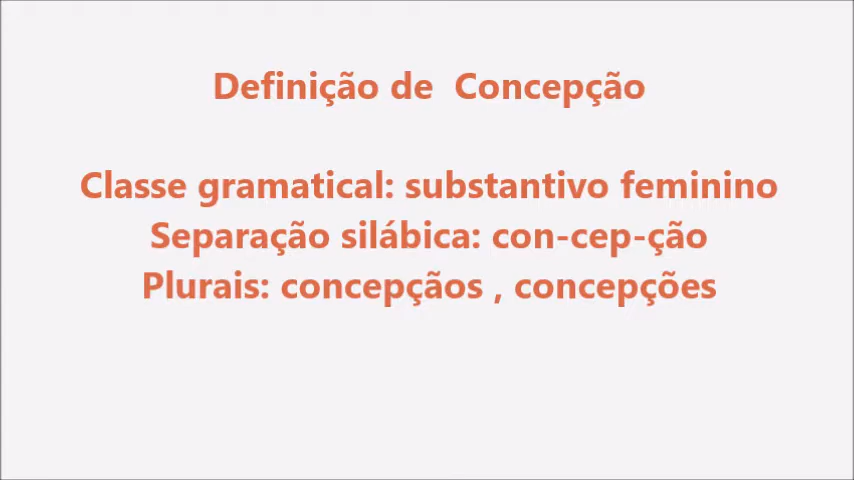 Definição de Concepção
Classe gramatical: substantivo feminino
Separação silábica: con-cep-ção
Plurais: concepçãos , concepções